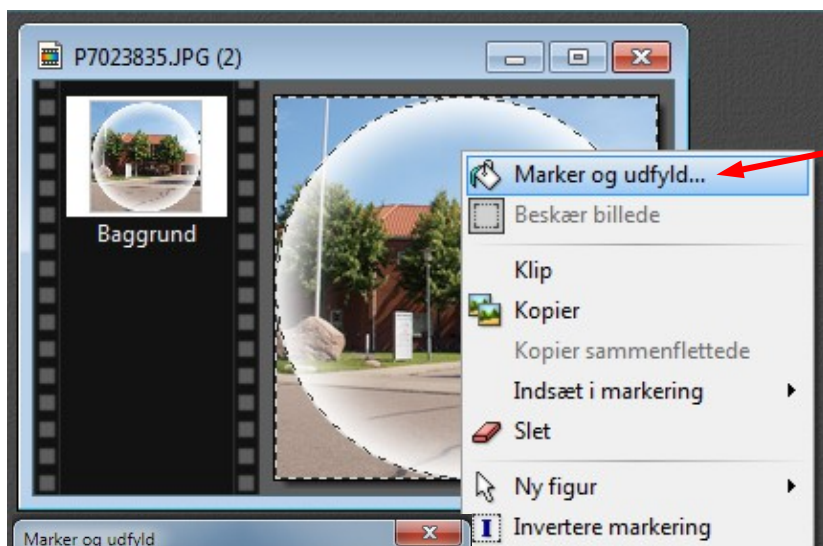 P7023835.JPG (2)
Baggrund
Marker og udfyld...
Beskær billede
Klip
Kopier
Kopier sammenflettede
Indsæt i markering
Slet
Ny figur
Invertere markering
Marker og udfyld